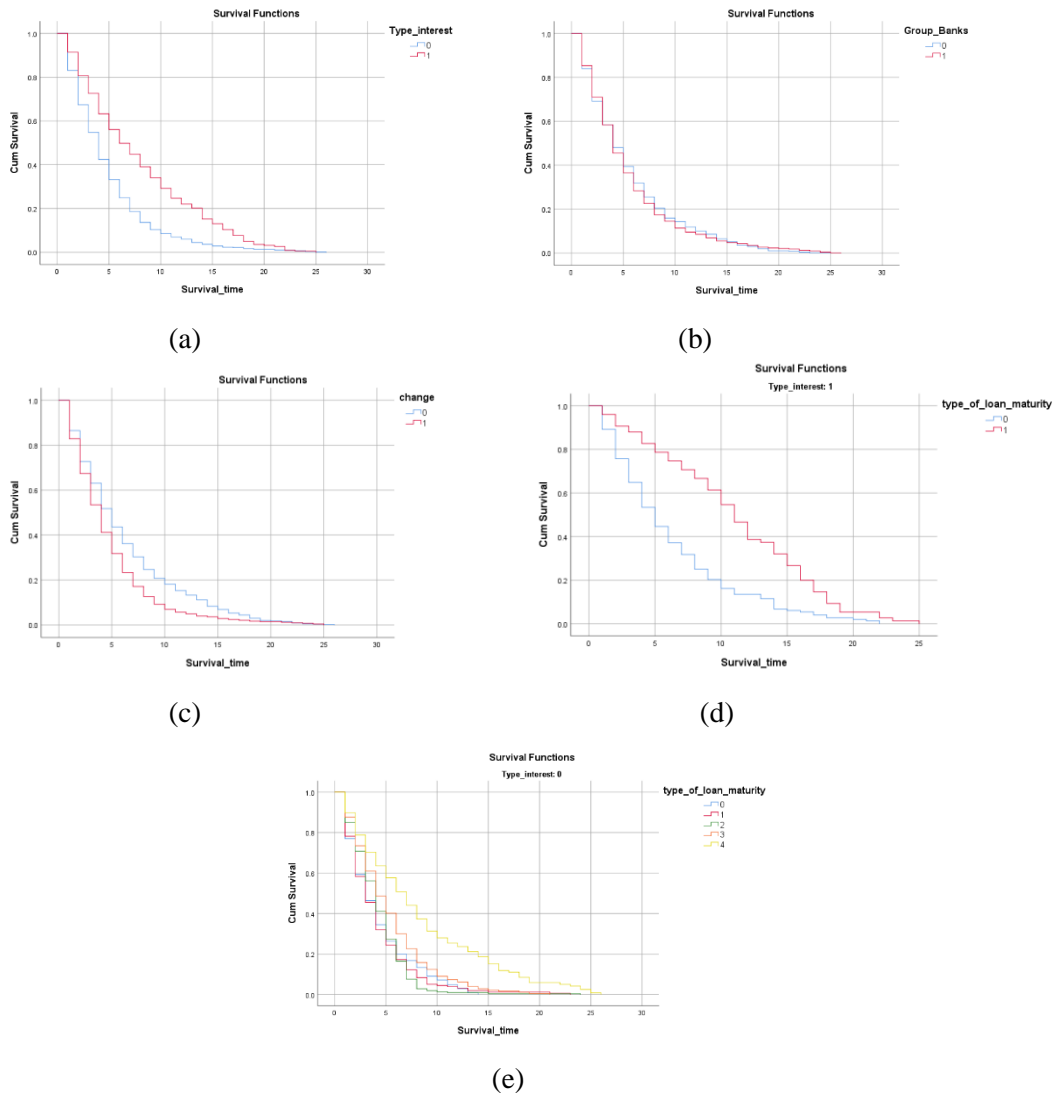 Survival Functions
Type_interest
0
1
1.0
0.8
0.6
0.4
0.2
0.0
Cum Survival
0 5 10 15 20 25 30
Survival_time
(a)
Survival Functions
Group_Banks
0
1
1.0
0.8
0.6
0.4
0.2
0.0
Cum Survival
0 5 10 15 20 25 30
Survival_time
(b)
Survival Functions
change
0
1
1.0
0.8
0.6
0.4
0.2
0.0
Cum Survival
0 5 10 15 20 25 30
Survival_time
(c)
Survival Functions
Type_interest: 1
type_of_loan_maturity
0
1
1.0
0.8
0.6
0.4
0.2
0.0
Cum Survival
0 5 10 15 20 25
Survival_time
(d)
Survival Functions
Type_interest: 0
type_of_loan_maturity
0
1
2
3
4
1.0
0.8
0.6
0.4
0.2
0.0
Cum Survival
0 5 10 15 20 25 30
Survival_time
(e)